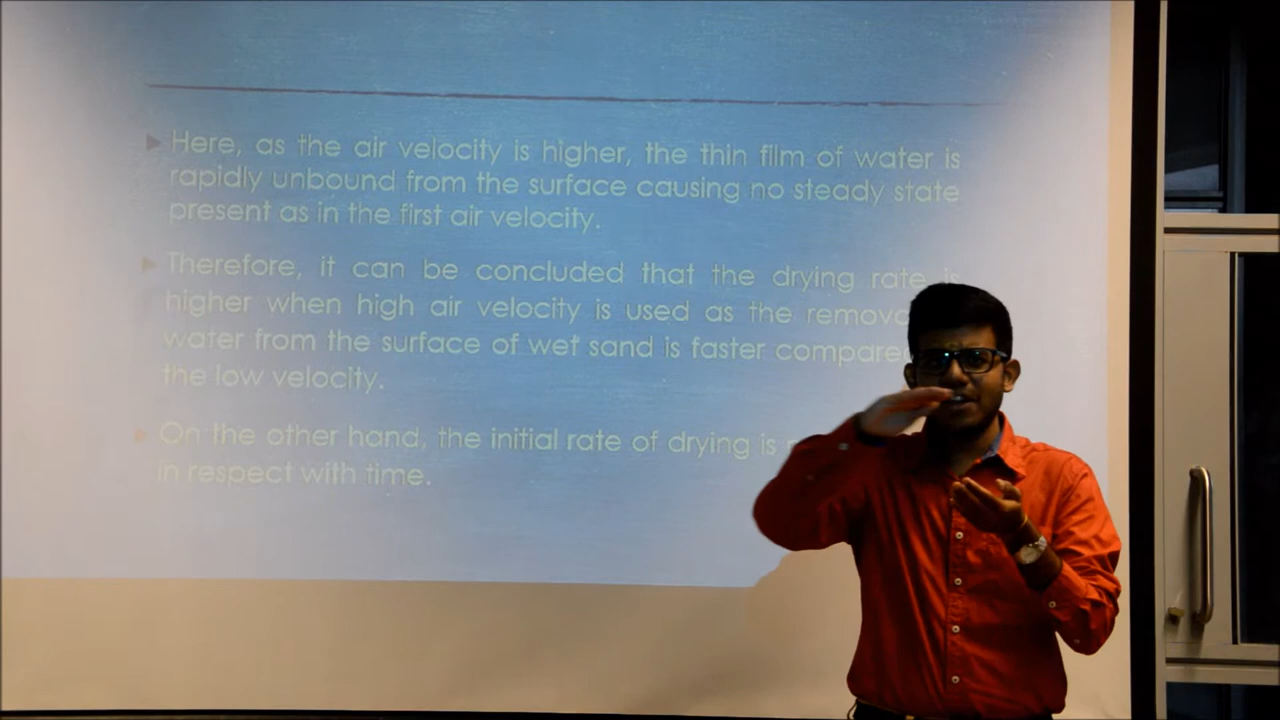 Here, as the air velocity is higher, the thin film of water is
rapidly unbound from the surface causing no steady state
present as in the first air velocity.
Therefore, it can be concluded that the drying rate is
higher when high air velocity is used as the
water from the surface of wet sand is faster
the low velocity.
On the other hand, the initial rate of drying is
in respect with time.